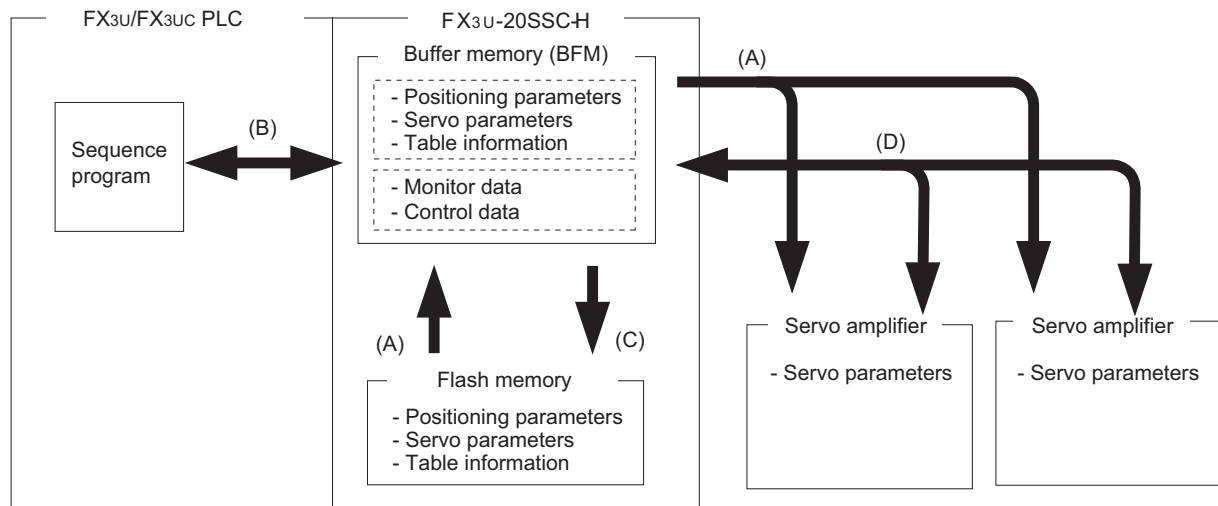 FX3U/FX3UC PLC
FX3U-20SSC-H
Buffer memory (BFM)
- Positioning parameters
- Servo parameters
- Table information
- Monitor data
- Control data
Sequence
program
(B)
(A)
(D)
(A)
(C)
Flash memory
- Positioning parameters
- Servo parameters
- Table information
Servo amplifier
- Servo parameters
Servo amplifier
- Servo parameters